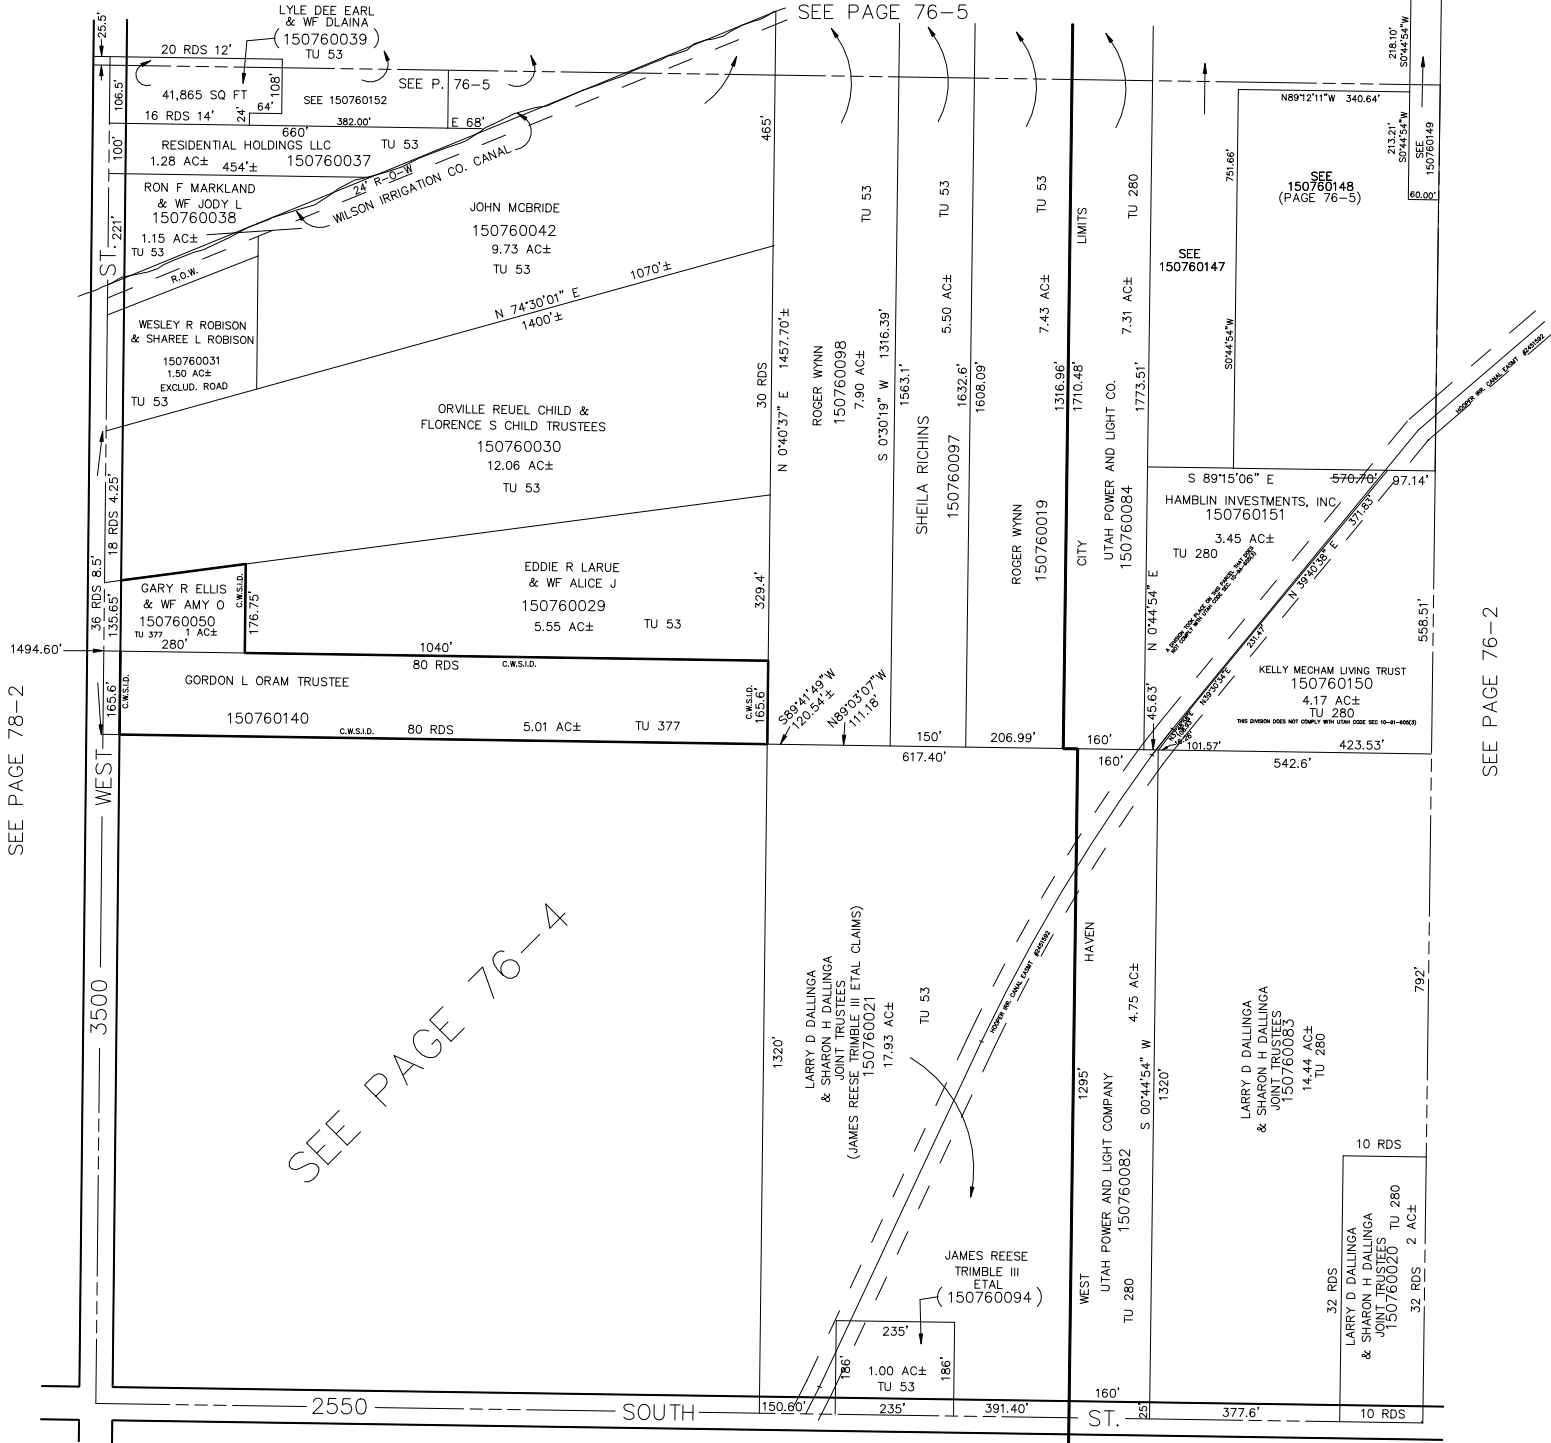 SEE PAGE 76-5
LYLE DEE EARL
& WF DLAINA
(150760039)
TU 53
25.5'
20 RDS 12'
106.5'
41,865 SQ FT
108'
SEE 150760152
SEE P. 76-5
16 RDS 14'
24'
64'
382.00'
E 68'
660'
RESIDENTIAL HOLDINGS LLC
TU 53
1.28 AC±
150760037
100'
454'±
24' R-O-W
WILSON IRRIGATION CO. CANAL
RON F MARKLAND
& WF JODY L
150760038
1.15 AC±
TU 53
221'
R.O.W.
JOHN MCBRIDE
150760042
9.73 AC±
TU 53
465'
1070'±
N 74°30'01" E
1400'±
WESLEY R ROBISON
& SHAREE L ROBISON
150760031
1.50 AC±
EXCLUD. ROAD
TU 53
ORVILLE REUEL CHILD &
FLORENCE S CHILD TRUSTEES
150760030
12.06 AC±
TU 53
30 RDS
N 0°40'37" E 1457.70'±
18 RDS 4.25'
36 RDS 8.5'
135.65'
GARY R ELLIS
& WF AMY O
150760050
TU 377
1 AC±
280'
C.W.S.I.D.
176.75'
EDDIE R LARUE
& WF ALICE J
150760029
5.55 AC±
TU 53
329.4'
1494.60'
1040'
80 RDS
C.W.S.I.D.
165.6'
C.W.S.I.D.
GORDON L ORAM TRUSTEE
150760140
C.W.S.I.D.
80 RDS
5.01 AC±
TU 377
C.W.S.I.D.
165.6'
S89°41'49"W
120.54'±
N89°03'07"W
111.18'
ROGER WYNN
150760098
7.90 AC±
TU 53
S 0°30'19" W 1316.39'
1563.1'
SHEILA RICHINS
150760097
5.50 AC±
TU 53
1632.6'
1608.09'
ROGER WYNN
150760019
7.43 AC±
TU 53
1316.96'
1710.48'
CITY
LIMITS
UTAH POWER AND LIGHT CO.
150760084
7.31 AC±
TU 280
1773.51'
N 0°44'54" E
45.63'
150'
206.99'
160'
617.40'
160'
218.10'
S0°44'54"W
N89°12'11"W 340.64'
213.21'
S0°44'54"W
SEE
150760149
60.00'
751.66'
S0°44'54"W
SEE
150760148
(PAGE 76-5)
SEE
150760147
HOOPER IRR. CANAL EASMT #2451592
S 89°15'06" E
570.70'
97.14'
HAMBLIN INVESTMENTS, INC
150760151
3.45 AC±
TU 280
371.83'
N 39°40'38" E
A DIVISION TOOK PLACE ON THIS PARCEL THAT DOES
231.47'
N39°30'34"E
558.51'
KELLY MECHAM LIVING TRUST
150760150
4.17 AC±
TU 280
THIS DIVISION DOES NOT COMPLY WITH UTAH CODE SEC 10-91-605(3)
101.57'
423.53'
542.6'
SEE PAGE 78-2
SEE PAGE 76-2
3500
WEST
ST.
SEE PAGE 76-4
1320'
LARRY D DALLINGA
& SHARON H DALLINGA
JOINT TRUSTEES
(JAMES REESE TRIMBLE III ETAL CLAIMS)
150760021
17.93 AC±
TU 53
HOOPER IRR. CANAL EASMT #2451592
WEST
HAVEN
1295'
UTAH POWER AND LIGHT COMPANY
150760082
4.75 AC±
TU 280
S 00°44'54" W
1320'
LARRY D DALLINGA
& SHARON H DALLINGA
JOINT TRUSTEES
150760083
14.44 AC±
TU 280
792'
10 RDS
32 RDS
LARRY D DALLINGA
& SHARON H DALLINGA
JOINT TRUSTEES
150760020
TU 280
2 AC±
32 RDS
JAMES REESE
TRIMBLE III
ETAL
(150760094)
235'
186'
1.00 AC±
TU 53
186'
160'
25'
2550
SOUTH
ST.
150.60'
235'
391.40'
377.6'
10 RDS